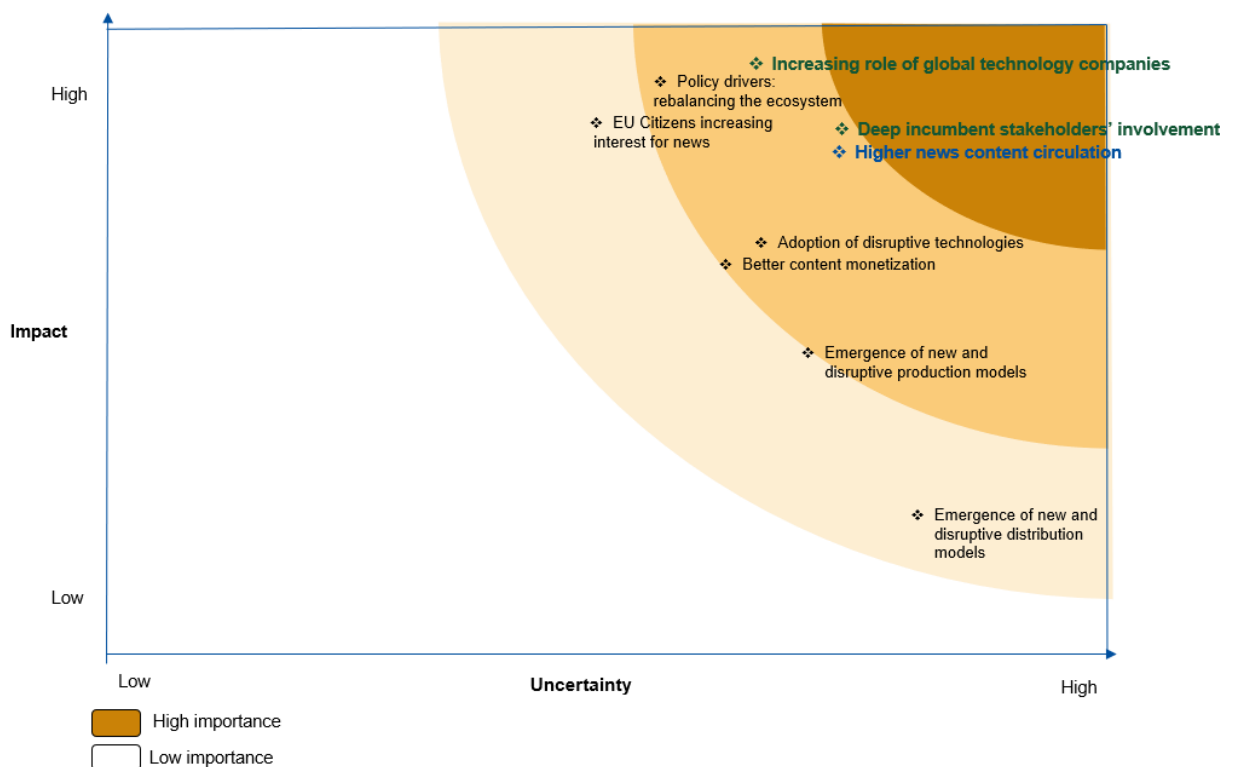 High
❖ Increasing role of global technology companies
❖ Policy drivers:
rebalancing the ecosystem
❖ EU Citizens increasing
interest for news
❖ Deep incumbent stakeholders’ involvement
❖ Higher news content circulation
❖ Adoption of disruptive technologies
❖ Better content monetization
Impact
❖ Emergence of new and
disruptive production models
❖ Emergence of new and
disruptive distribution
models
Low
Low
Uncertainty
High
High importance
Low importance